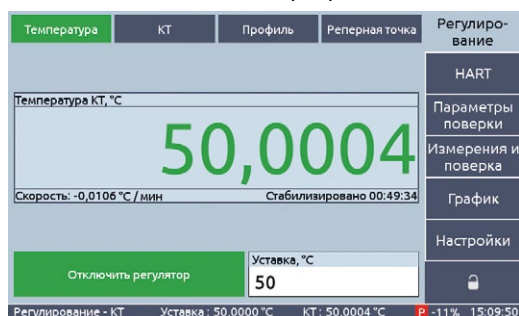 Температура КТ Профиль Реперная точка Регулиро-
вание
HART
Температура КТ, °C
Параметры
поверки
50,0004
Измерения и
поверка
Скорость: -0,0106 °C / мин Стабилизировано 00:49:34
График
Настройки
Отключить регулятор
Уставка, °C
50
Регулирование - КТ Уставка : 50,0000 °C КТ : 50,0004 °C P -11% 15:09:50